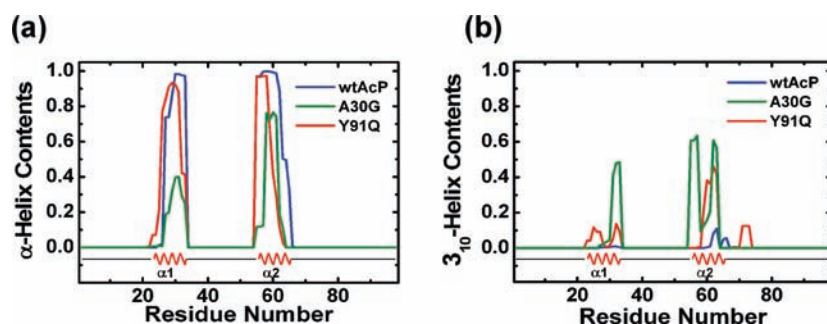 (a)
α-Helix Contents
1.0
0.8
0.6
0.4
0.2
0.0
wtAcP
A30G
Y91Q
α1
α2
20 40 60 80
Residue Number
(b)
3₁₀-Helix Contents
1.0
0.8
0.6
0.4
0.2
0.0
wtAcP
A30G
Y91Q
α1
α2
20 40 60 80
Residue Number